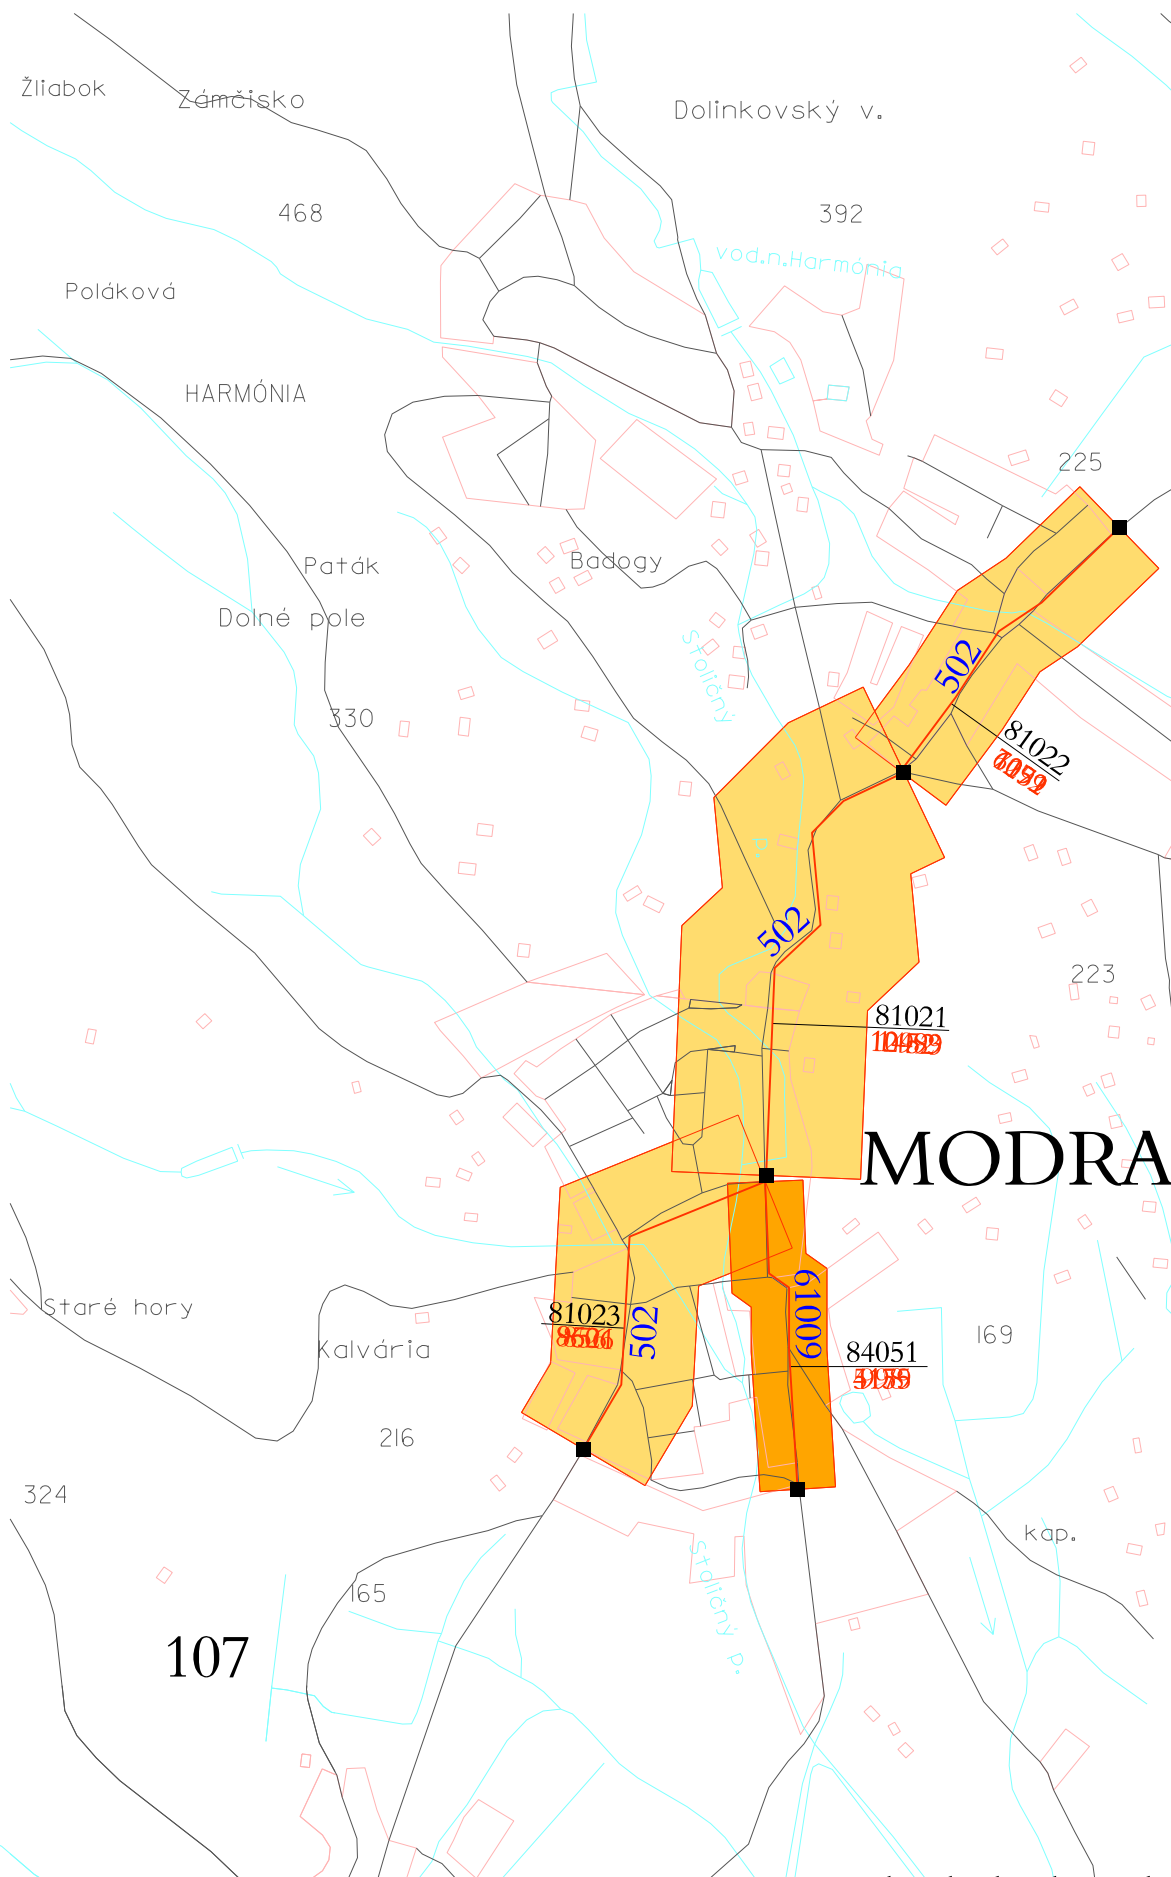 Žliabok
Zámčisko
Dolinkovský v.
468
392
vod.n.Harmónia
Poláková
HARMÓNIA
225
Paták
Badogy
Dolné pole
Stoličný
p.
502
330
81022
502
223
81021
MODRA
Staré hory
81023
502
60019
169
Kalvária
84051
216
324
kap.
Stoličný p.
165
107